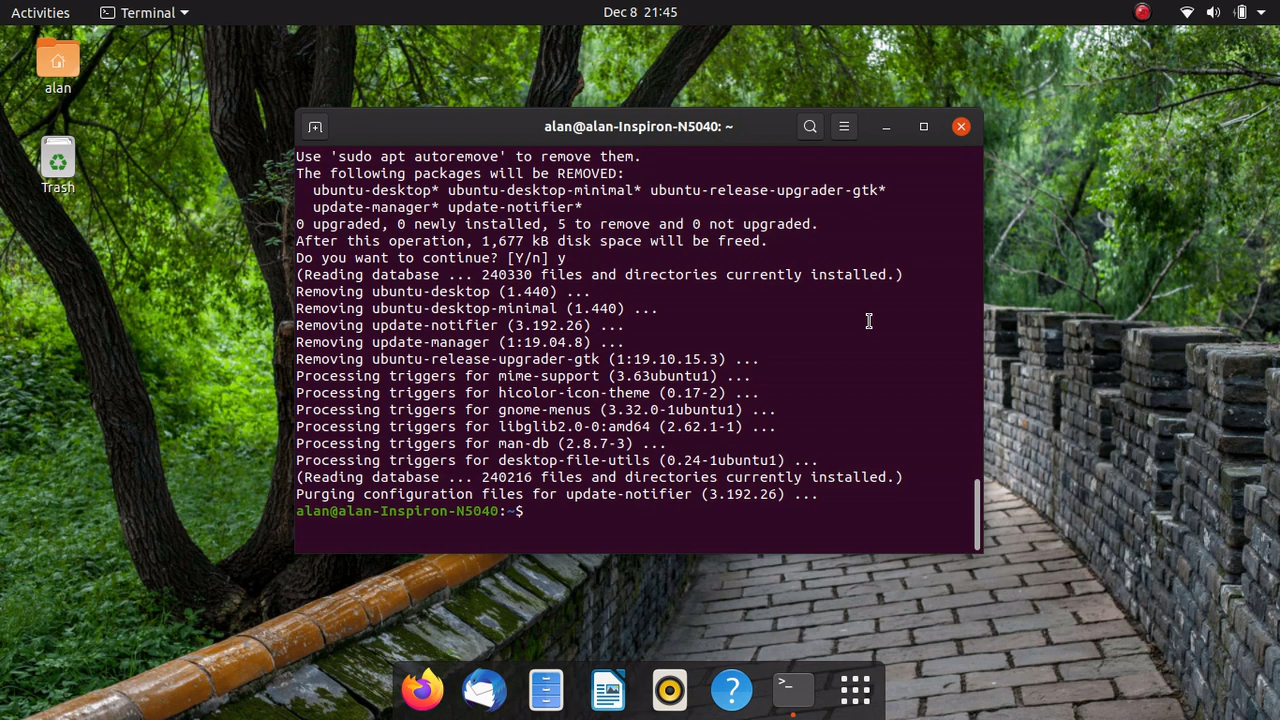 Activities
Terminal
Dec 8 21:45
alan
Trash
alan@alan-Inspiron-N5040: ~
Use 'sudo apt autoremove' to remove them.
The following packages will be REMOVED:
  ubuntu-desktop* ubuntu-desktop-minimal* ubuntu-release-upgrader-gtk*
  update-manager* update-notifier*
0 upgraded, 0 newly installed, 5 to remove and 0 not upgraded.
After this operation, 1,677 kB disk space will be freed.
Do you want to continue? [Y/n] y
(Reading database ... 240330 files and directories currently installed.)
Removing ubuntu-desktop (1.440) ...
Removing ubuntu-desktop-minimal (1.440) ...
Removing update-notifier (3.192.26) ...
Removing update-manager (1:19.04.8) ...
Removing ubuntu-release-upgrader-gtk (1:19.10.15.3) ...
Processing triggers for mime-support (3.63ubuntu1) ...
Processing triggers for hicolor-icon-theme (0.17-2) ...
Processing triggers for gnome-menus (3.32.0-1ubuntu1) ...
Processing triggers for libglib2.0-0:amd64 (2.62.1-1) ...
Processing triggers for man-db (2.8.7-3) ...
Processing triggers for desktop-file-utils (0.24-1ubuntu1) ...
(Reading database ... 240216 files and directories currently installed.)
Purging configuration files for update-notifier (3.192.26) ...
alan@alan-Inspiron-N5040:~$